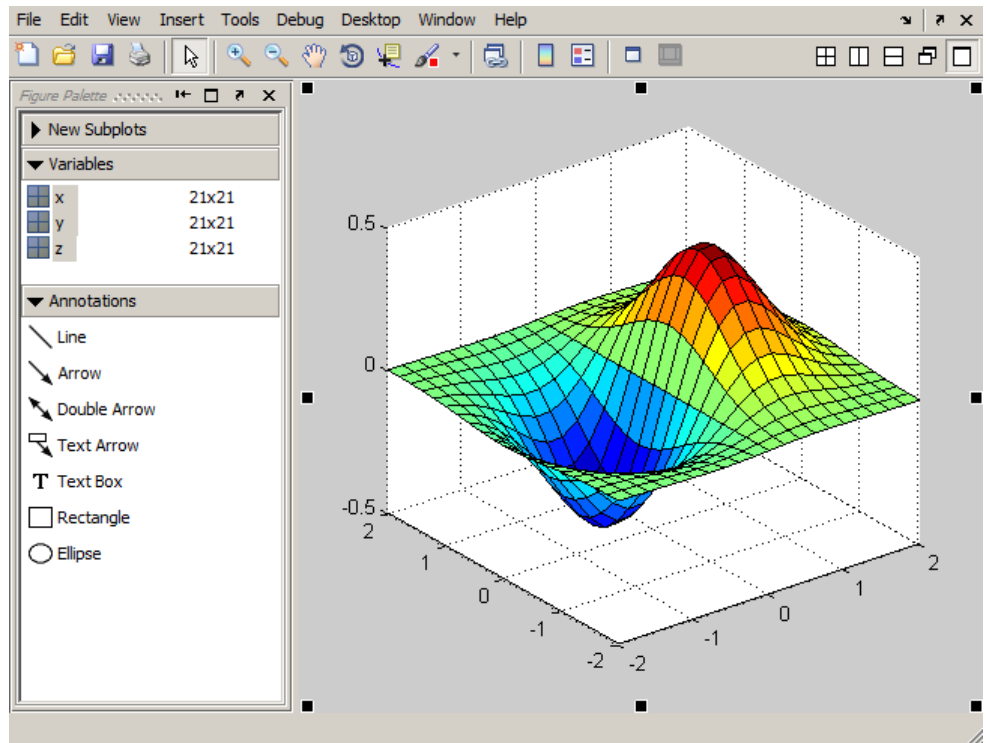 File Edit View Insert Tools Debug Desktop Window Help
Figure Palette
New Subplots
Variables
x 21x21
y 21x21
z 21x21
Annotations
Line
Arrow
Double Arrow
Text Arrow
T Text Box
Rectangle
Ellipse
0.5
0
-0.5
2
1
0
-1
-2
-2
-1
0
1
2